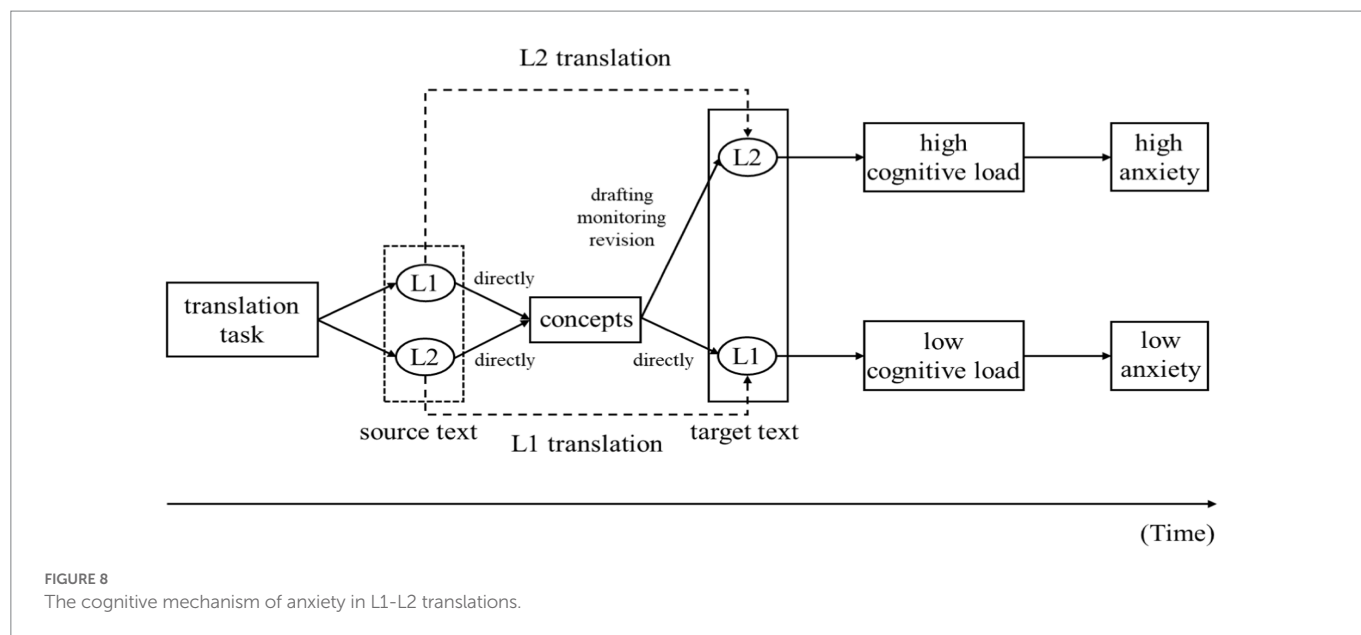 L2 translation
L2
high
cognitive load
high
anxiety
drafting
monitoring
revision
translation
task
L1
directly
concepts
L2
directly
directly
L1
low
cognitive load
low
anxiety
source text
L1 translation
target text
(Time)
FIGURE 8
The cognitive mechanism of anxiety in L1-L2 translations.